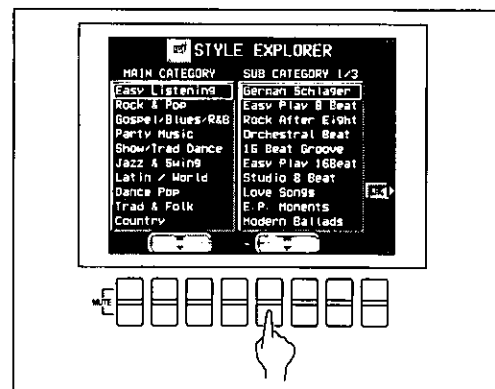 STYLE EXPLORER
MAIN CATEGORY
SUB CATEGORY 1/3
Easy Listening
German Schlager
Rock & Pop
Easy Play 8 Beat
Gospel/Blues/R&B
Rock After Eight
Party Music
Orchestral Beat
Show/Trad Dance
16 Beat Groove
Jazz & Swing
Easy Play 16Beat
Latin / World
Studio 8 Beat
Dance Pop
Love Songs
Trad & Folk
E.P. Moments
Country
Modern Ballads
MUTE